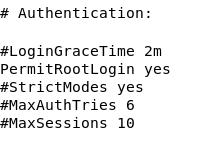 # Authentication:
#LoginGraceTime 2m
PermitRootLogin yes
#StrictModes yes
#MaxAuthTries 6
#MaxSessions 10